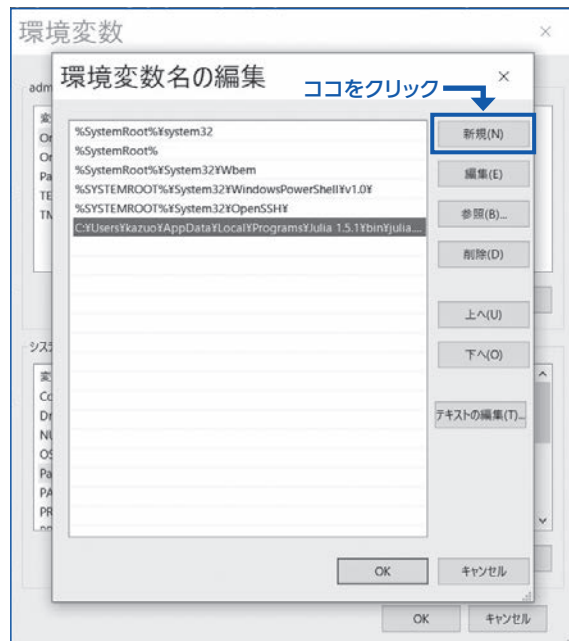 環境変数
adm
環境変数名の編集
ココをクリック
変
Or
Or
Pa
TE
TN
%SystemRoot%¥system32
%SystemRoot%
%SystemRoot%¥System32¥Wbem
%SYSTEMROOT%¥System32¥WindowsPowerShell¥v1.0¥
%SYSTEMROOT%¥System32¥OpenSSH¥
C:¥Users¥kazuo¥AppData¥Local¥Programs¥Julia 1.5.1¥bin¥julia...
新規(N)
編集(E)
参照(B)...
削除(D)
上へ(U)
下へ(O)
テキストの編集(T)...
シス
変
Co
Dr
NU
OS
Pa
PA
PR
OK
キャンセル
OK
キャンセル